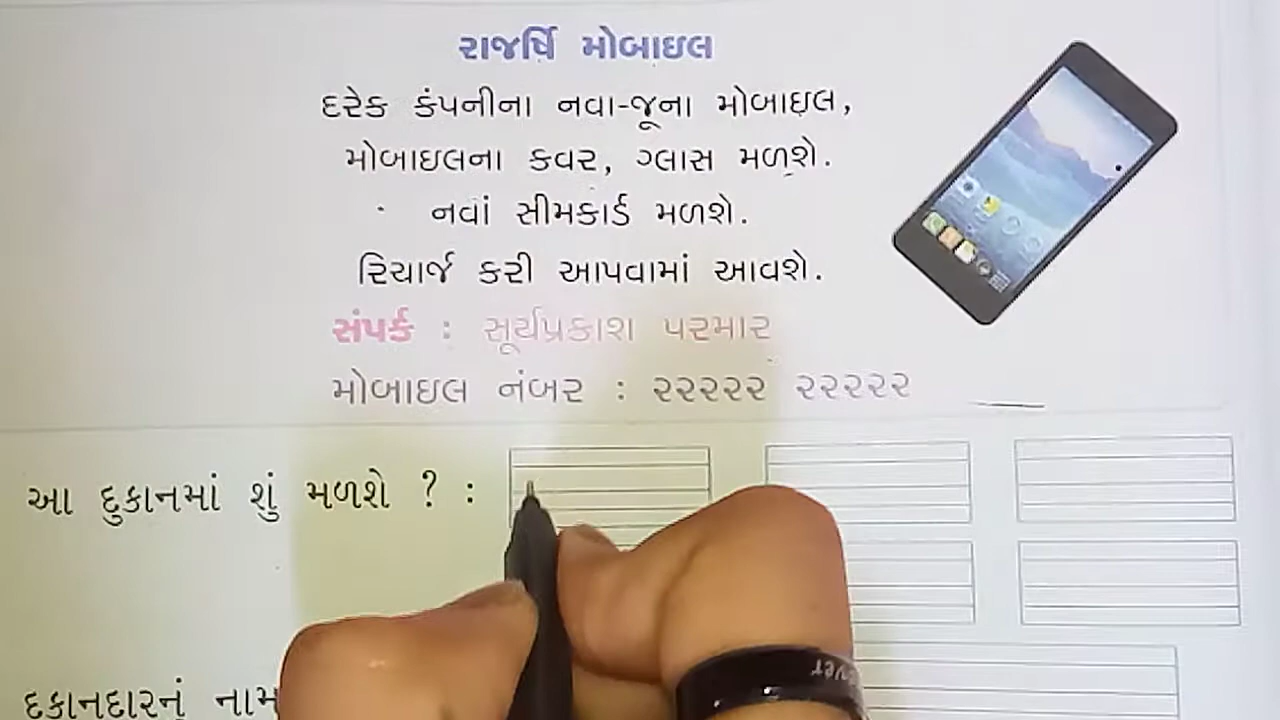 રાજર્ષિ મોબાઇલ
દરેક કંપનીના નવા-જૂના મોબાઇલ,
મોબાઇલના કવર, ગ્લાસ મળશે.
નવાં સીમકાર્ડ મળશે.
રિચાર્જ કરી આપવામાં આવશે.
સંપર્ક : સૂર્યપ્રકાશ પરમાર
મોબાઇલ નંબર : ૨૨૨૨૨ ૨૨૨૨૨
આ દુકાનમાં શું મળશે ? :
દુકાનદારનું નામ